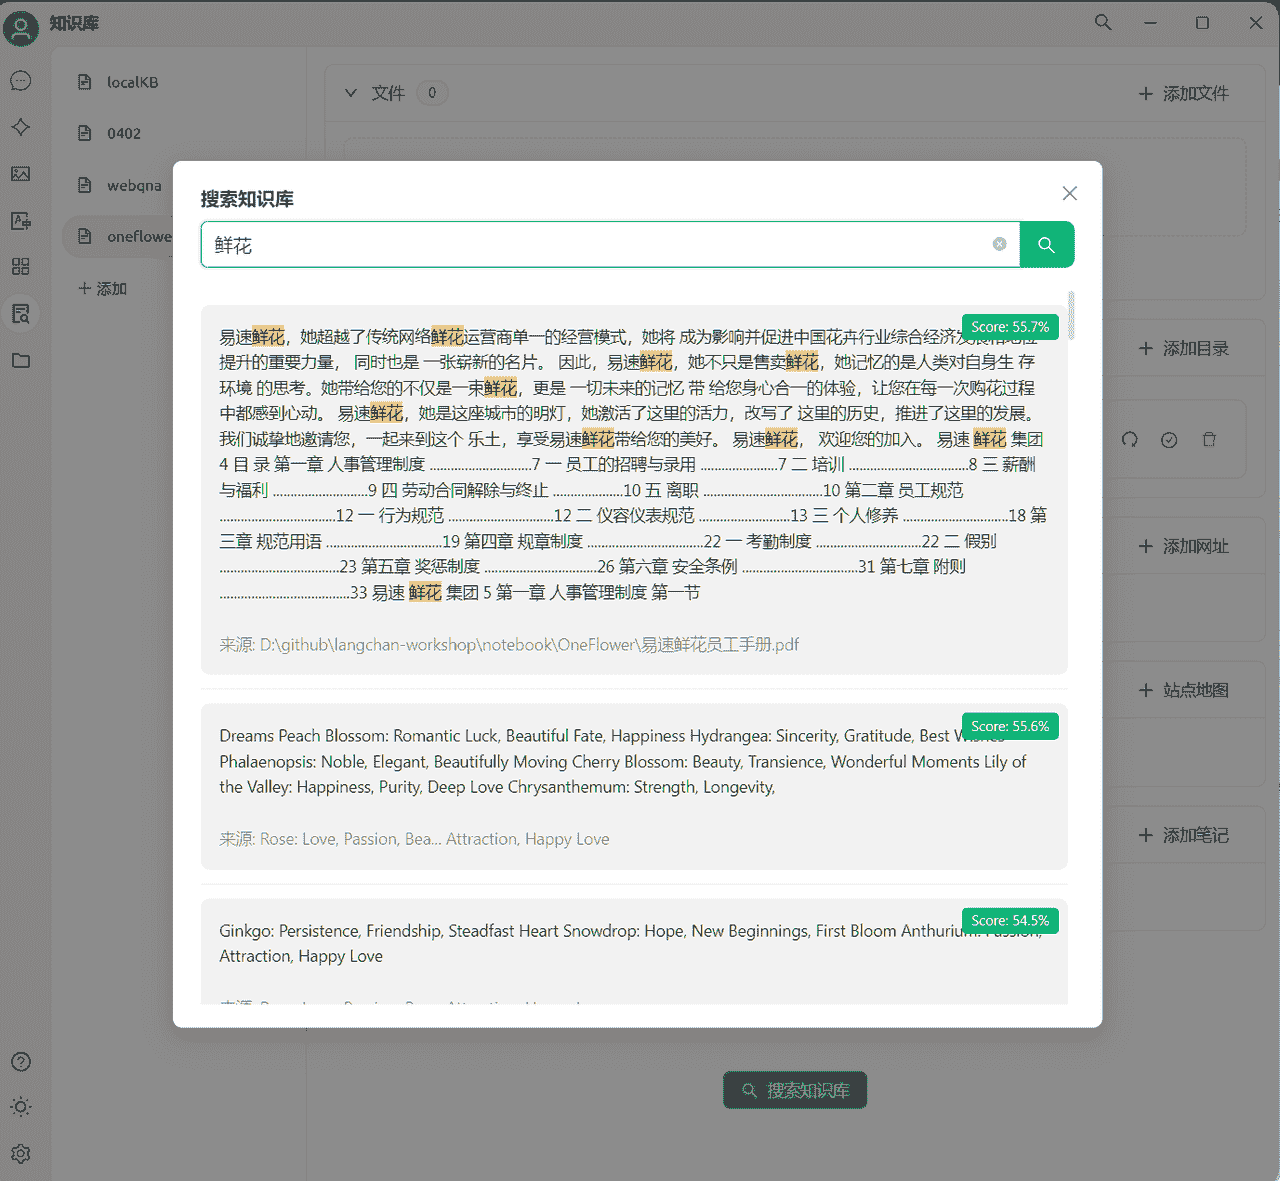 知识库
localKB
0402
webqna
oneflowe
添加
文件 0
添加文件
添加目录
添加网址
站点地图
添加笔记
搜索知识库
鲜花
Score: 55.7%
易速鲜花，她超越了传统网络鲜花运营商单一的经营模式，她将 成为影响并促进中国花卉行业综合经济发展和地位
提升的重要力量， 同时也是 一张崭新的名片。 因此，易速鲜花，她不只是售卖鲜花，她记忆的是人类对自身生 存
环境 的思考。她带给您的不仅是一束鲜花，更是 一切未来的记忆 带 给您身心合一的体验，让您在每一次购花过程
中都感到心动。 易速鲜花，她是这座城市的明灯，她激活了这里的活力，改写了 这里的历史，推进了这里的发展。
我们诚挚地邀请您，一起来到这个 乐土，享受易速鲜花带给您的美好。 易速鲜花， 欢迎您的加入。 易速 鲜花 集团
4 目 录 第一章 人事管理制度 ............................7 一 员工的招聘与录用 .....................7 二 培训 .................................8 三 薪酬
与福利 ..........................9 四 劳动合同解除与终止 ...................10 五 离职 .................................10 第二章 员工规范
................................12 一 行为规范 .............................12 二 仪容仪表规范 .........................13 三 个人修养 .............................18 第
三章 规范用语 ................................19 第四章 规章制度 ................................22 一 考勤制度 .............................22 二 假别
.................................23 第五章 奖惩制度 ...............................26 第六章 安全条例 ................................31 第七章 附则
....................................33 易速 鲜花 集团 5 第一章 人事管理制度 第一节
来源: D:\github\langchan-workshop\notebook\OneFlower\易速鲜花员工手册.pdf
Score: 55.6%
Dreams Peach Blossom: Romantic Luck, Beautiful Fate, Happiness Hydrangea: Sincerity, Gratitude, Best Wishes
Phalaenopsis: Noble, Elegant, Beautifully Moving Cherry Blossom: Beauty, Transience, Wonderful Moments Lily of
the Valley: Happiness, Purity, Deep Love Chrysanthemum: Strength, Longevity,
来源: Rose: Love, Passion, Bea... Attraction, Happy Love
Score: 54.5%
Ginkgo: Persistence, Friendship, Steadfast Heart Snowdrop: Hope, New Beginnings, First Bloom Anthurium: Passion,
Attraction, Happy Love
搜索知识库